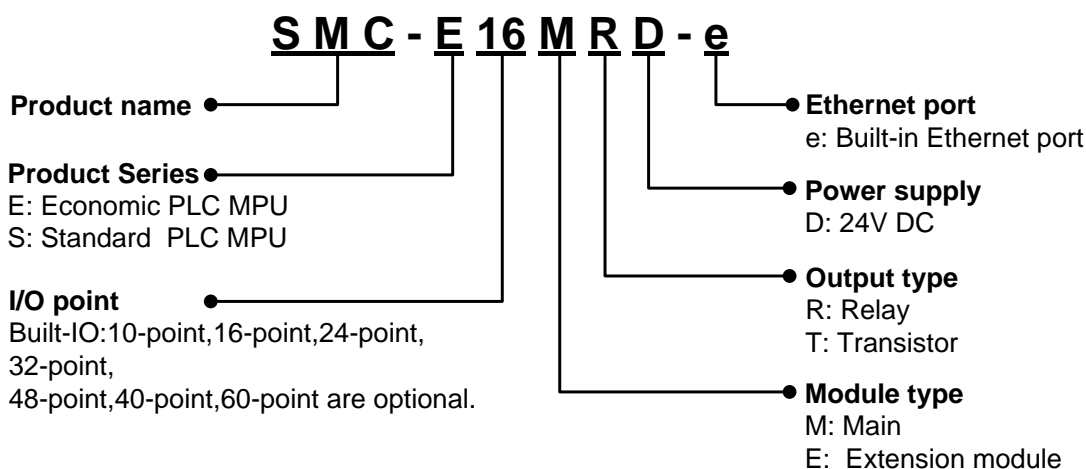 S M C - E 16 M R D - e
Product name
Product Series
E: Economic PLC MPU
S: Standard  PLC MPU
I/O point
Built-IO:10-point,16-point,24-point,
32-point,
48-point,40-point,60-point are optional.
Ethernet port
e: Built-in Ethernet port
Power supply
D: 24V DC
Output type
R: Relay
T: Transistor
Module type
M: Main
E:  Extension module